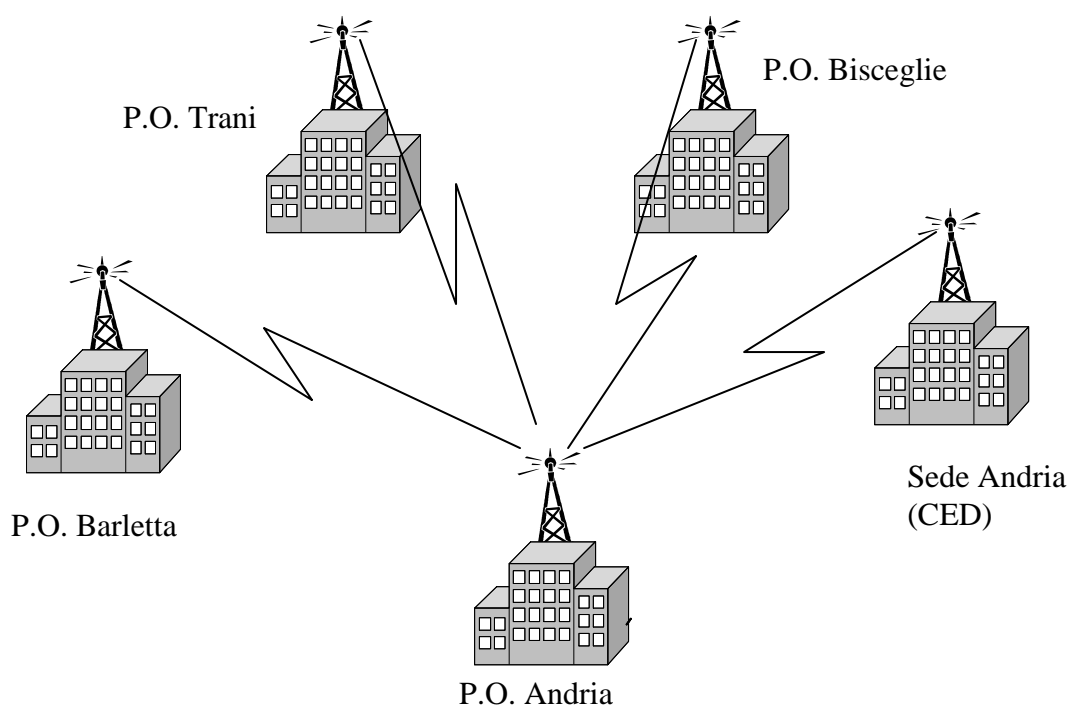 P.O. Bisceglie
P.O. Trani
Sede Andria
(CED)
P.O. Barletta
P.O. Andria